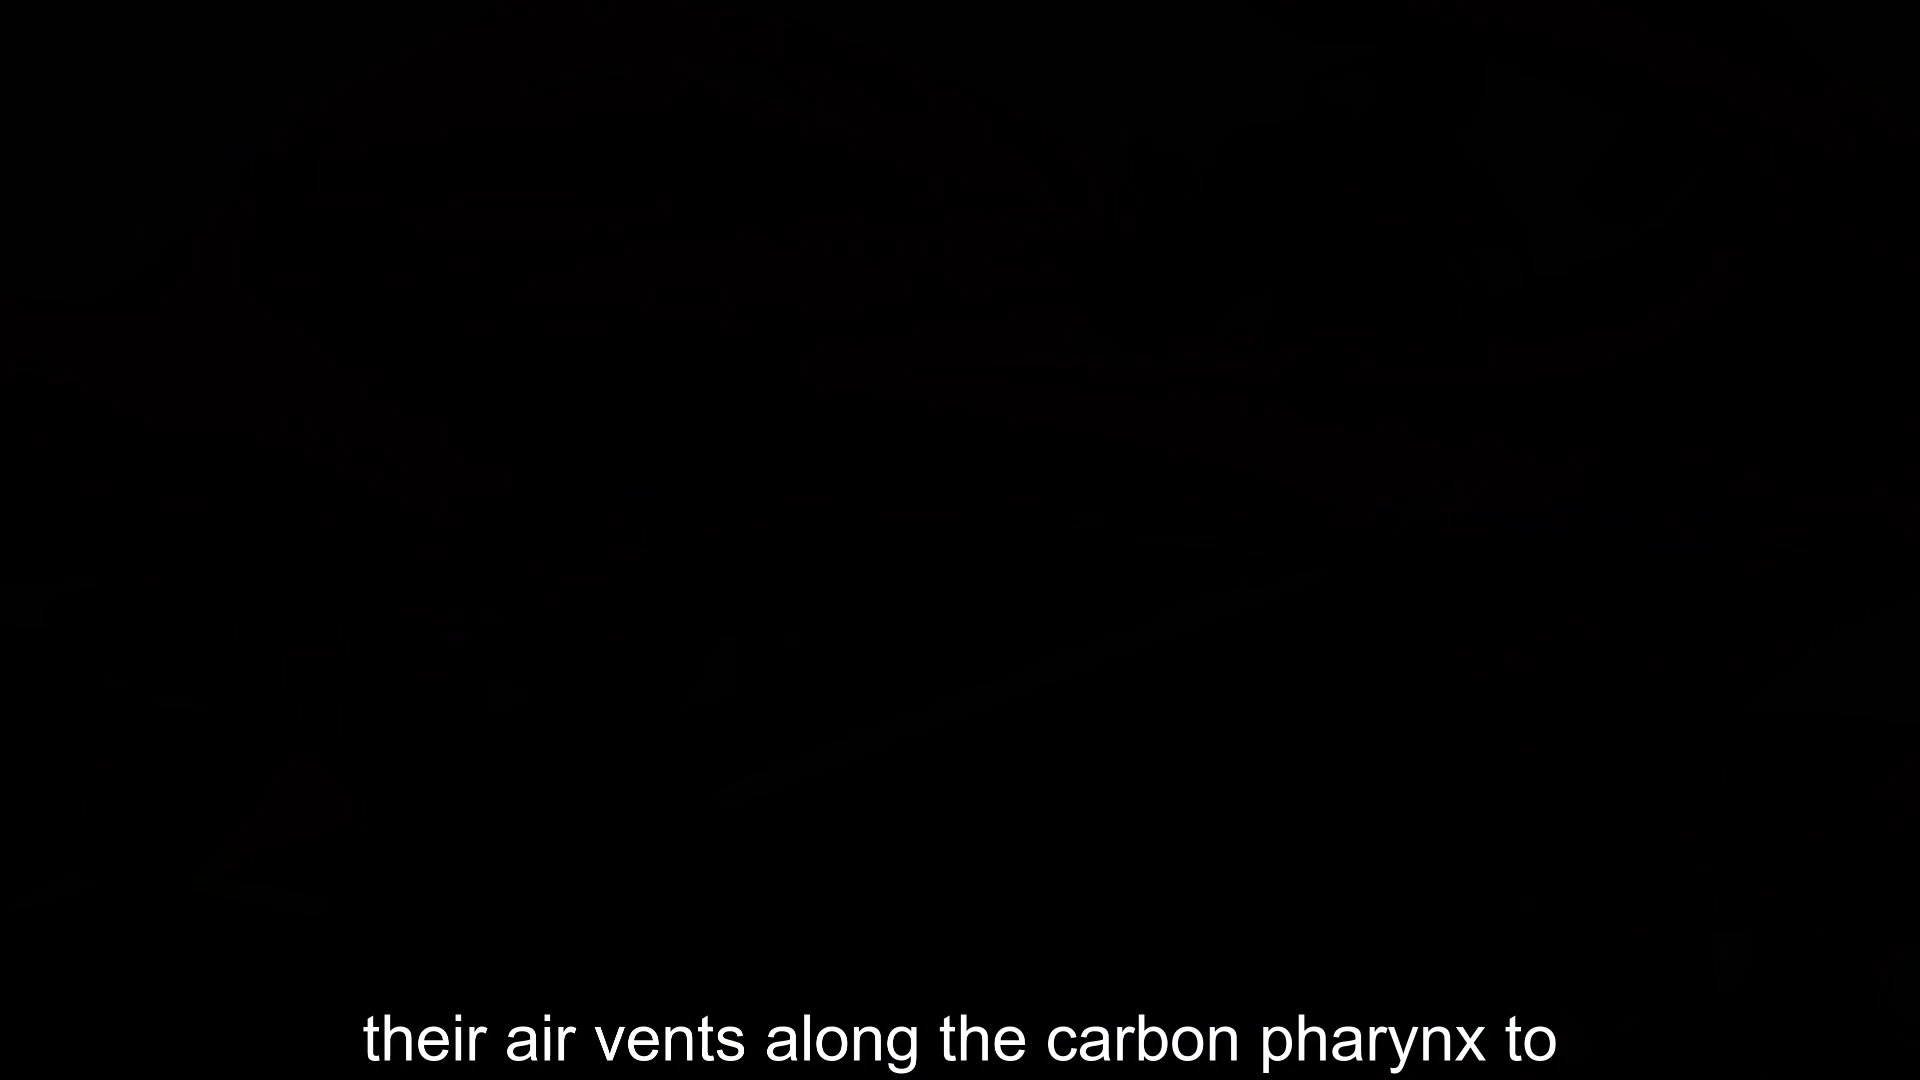 their air vents along the carbon pharynx to